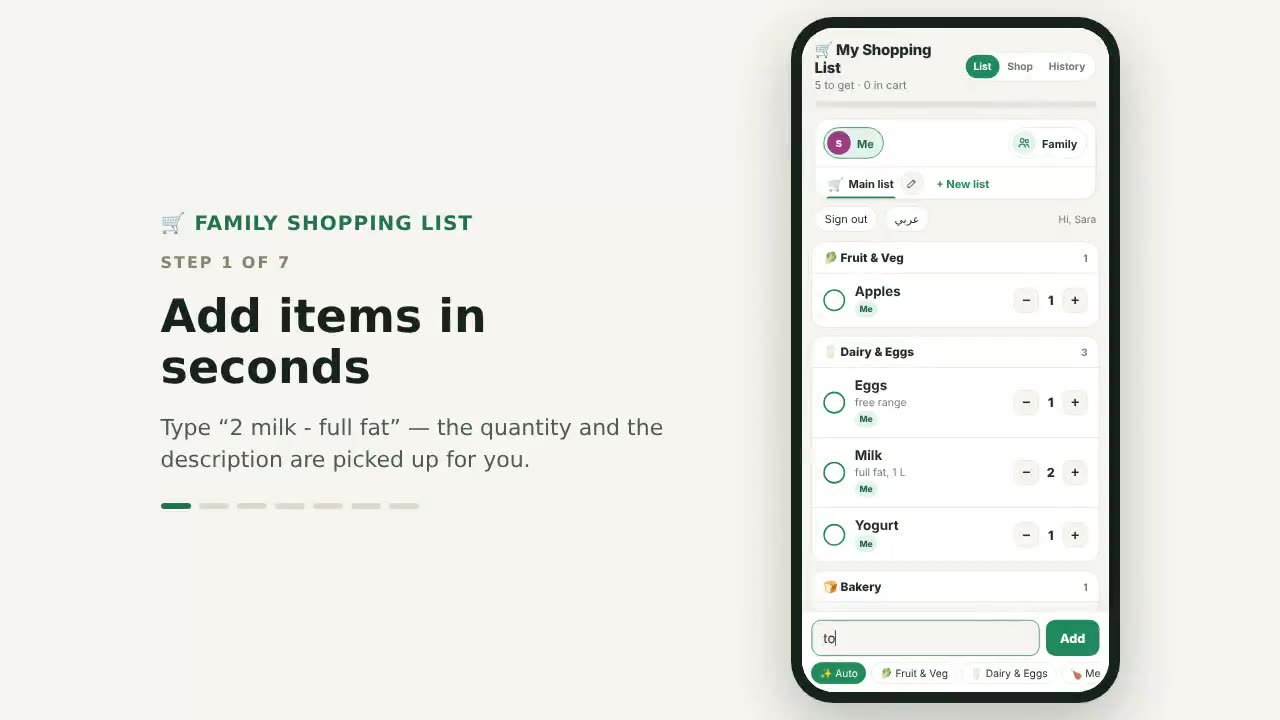 🛒 FAMILY SHOPPING LIST
STEP 1 OF 7
Add items in
seconds
Type “2 milk - full fat” — the quantity and the
description are picked up for you.
🛒 My Shopping
List
5 to get · 0 in cart
List Shop History
S Me Family
🛒 Main list + New list
Sign out عربي Hi, Sara
🥬 Fruit & Veg 1
Apples
Me
− 1 +
🥛 Dairy & Eggs 3
Eggs
free range
Me
− 1 +
Milk
full fat, 1 L
Me
− 2 +
Yogurt
Me
− 1 +
🍞 Bakery 1
to
Add
✨ Auto 🥬 Fruit & Veg 🥛 Dairy & Eggs 🍗 Me